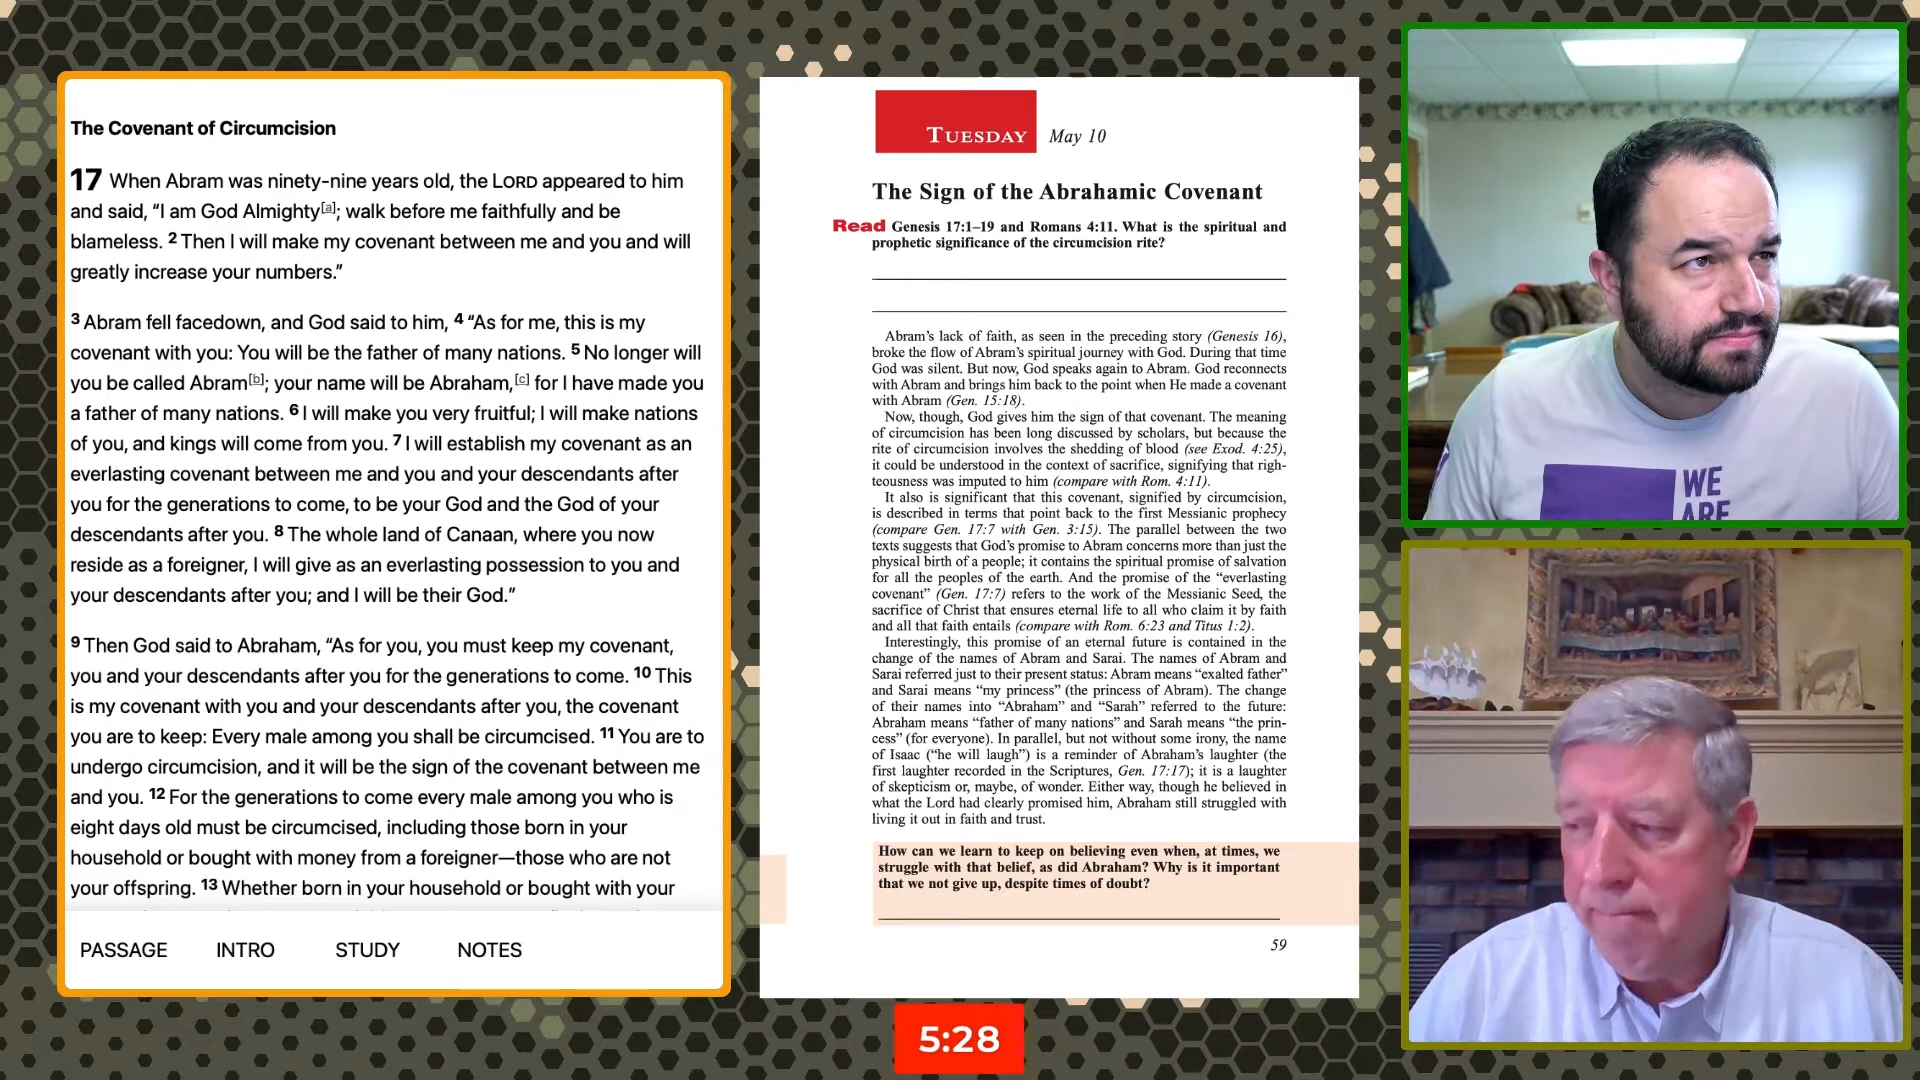 The Covenant of Circumcision
17 When Abram was ninety-nine years old, the LORD appeared to him
and said, “I am God Almighty[a]; walk before me faithfully and be
blameless. 2 Then I will make my covenant between me and you and will
greatly increase your numbers.”
3 Abram fell facedown, and God said to him, 4 “As for me, this is my
covenant with you: You will be the father of many nations. 5 No longer will
you be called Abram[b]; your name will be Abraham,[c] for I have made you
a father of many nations. 6 I will make you very fruitful; I will make nations
of you, and kings will come from you. 7 I will establish my covenant as an
everlasting covenant between me and you and your descendants after
you for the generations to come, to be your God and the God of your
descendants after you. 8 The whole land of Canaan, where you now
reside as a foreigner, I will give as an everlasting possession to you and
your descendants after you; and I will be their God.”
9 Then God said to Abraham, “As for you, you must keep my covenant,
you and your descendants after you for the generations to come. 10 This
is my covenant with you and your descendants after you, the covenant
you are to keep: Every male among you shall be circumcised. 11 You are to
undergo circumcision, and it will be the sign of the covenant between me
and you. 12 For the generations to come every male among you who is
eight days old must be circumcised, including those born in your
household or bought with money from a foreigner—those who are not
your offspring. 13 Whether born in your household or bought with your
PASSAGE INTRO STUDY NOTES
TUESDAY May 10
The Sign of the Abrahamic Covenant
Read Genesis 17:1–19 and Romans 4:11. What is the spiritual and
prophetic significance of the circumcision rite?
Abram’s lack of faith, as seen in the preceding story (Genesis 16),
broke the flow of Abram’s spiritual journey with God. During that time
God was silent. But now, God speaks again to Abram. God reconnects
with Abram and brings him back to the point when He made a covenant
with Abram (Gen. 15:18).
Now, though, God gives him the sign of that covenant. The meaning
of circumcision has been long discussed by scholars, but because the
rite of circumcision involves the shedding of blood (see Exod. 4:25),
it could be understood in the context of sacrifice, signifying that righ-
teousness was imputed to him (compare with Rom. 4:11).
It also is significant that this covenant, signified by circumcision,
is described in terms that point back to the first Messianic prophecy
(compare Gen. 17:7 with Gen. 3:15). The parallel between the two
texts suggests that God’s promise to Abram concerns more than just the
physical birth of a people; it contains the spiritual promise of salvation
for all the peoples of the earth. And the promise of the “everlasting
covenant” (Gen. 17:7) refers to the work of the Messianic Seed, the
sacrifice of Christ that ensures eternal life to all who claim it by faith
and all that faith entails (compare with Rom. 6:23 and Titus 1:2).
Interestingly, this promise of an eternal future is contained in the
change of the names of Abram and Sarai. The names of Abram and
Sarai referred just to their present status: Abram means “exalted father”
and Sarai means “my princess” (the princess of Abram). The change
of their names into “Abraham” and “Sarah” referred to the future:
Abraham means “father of many nations” and Sarah means “the prin-
cess” (for everyone). In parallel, but not without some irony, the name
of Isaac (“he will laugh”) is a reminder of Abraham’s laughter (the
first laughter recorded in the Scriptures, Gen. 17:17); it is a laughter
of skepticism or, maybe, of wonder. Either way, though he believed in
what the Lord had clearly promised him, Abraham still struggled with
living it out in faith and trust.
How can we learn to keep on believing even when, at times, we
struggle with that belief, as did Abraham? Why is it important
that we not give up, despite times of doubt?
59
5:28
WE
ARE